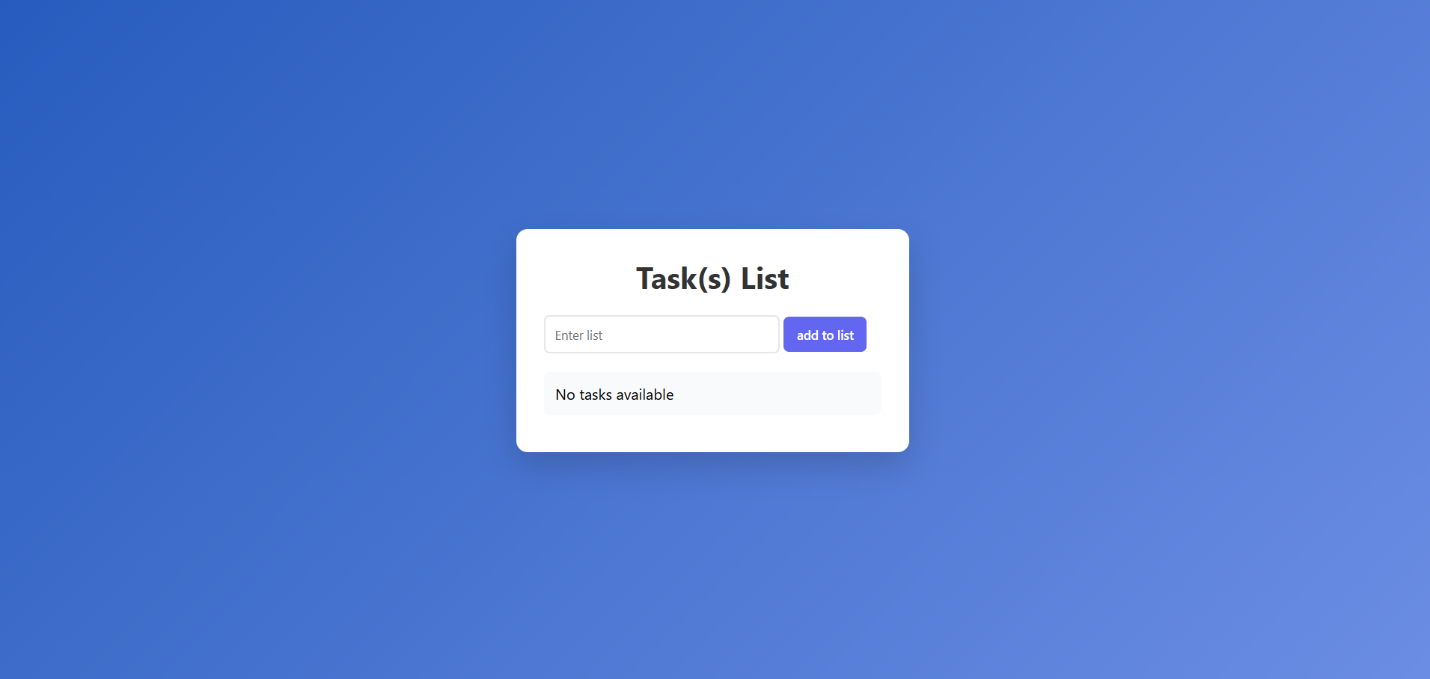 Task(s) List
Enter list
add to list
No tasks available